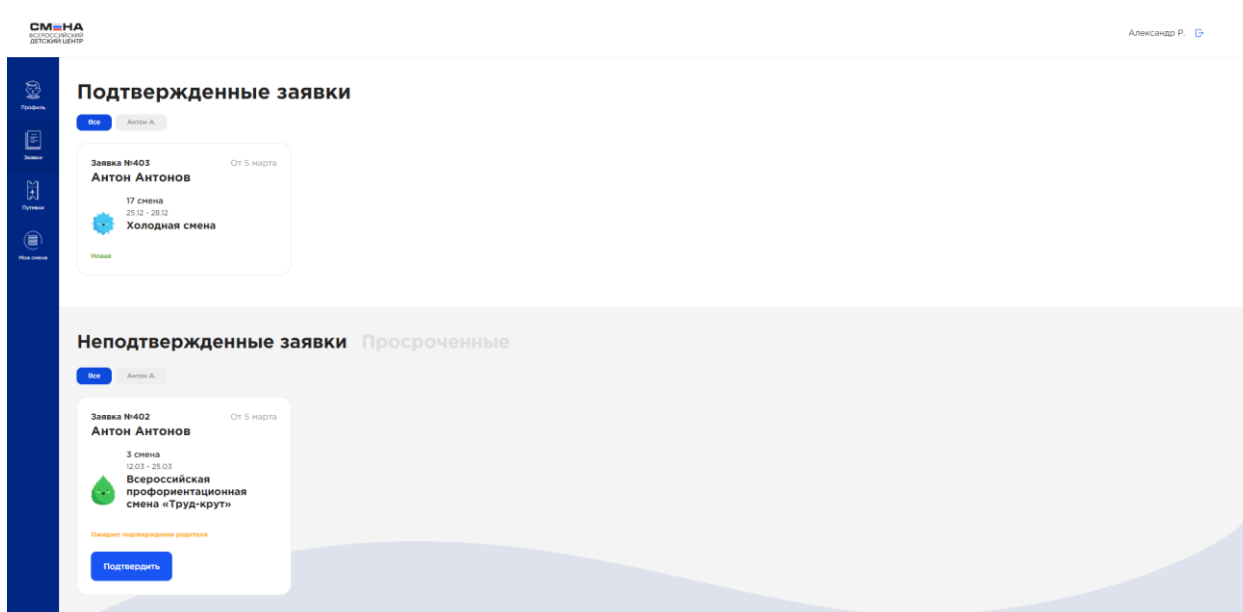 СМЕНА
ВСЕРОССИЙСКИЙ
ДЕТСКИЙ ЦЕНТР
Александр Р.
Профиль
Заявки
Путевки
Моя смена
Подтвержденные заявки
Все Антон А.
Заявка №403 От 5 марта
Антон Антонов
17 смена
25.12 - 28.12
Холодная смена
Новая
Неподтвержденные заявки Просроченные
Все Антон А.
Заявка №402 От 5 марта
Антон Антонов
3 смена
12.03 - 25.03
Всероссийская
профориентационная
смена «Труд-крут»
Ожидает подтверждения родителя
Подтвердить